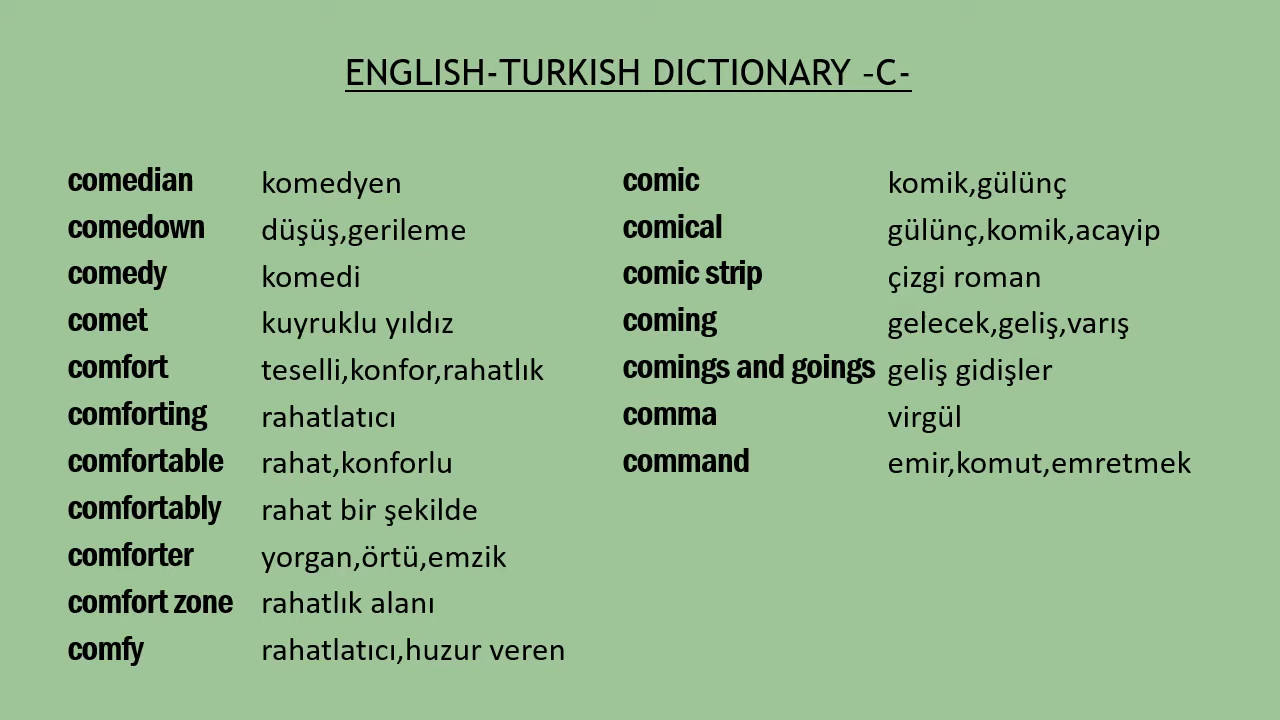 ENGLISH-TURKISH DICTIONARY –C-
comedian komedyen
comedown düşüş,gerileme
comedy komedi
comet kuyruklu yıldız
comfort teselli,konfor,rahatlık
comforting rahatlatıcı
comfortable rahat,konforlu
comfortably rahat bir şekilde
comforter yorgan,örtü,emzik
comfort zone rahatlık alanı
comfy rahatlatıcı,huzur veren
comic komik,gülünç
comical gülünç,komik,acayip
comic strip çizgi roman
coming gelecek,geliş,varış
comings and goings geliş gidişler
comma virgül
command emir,komut,emretmek